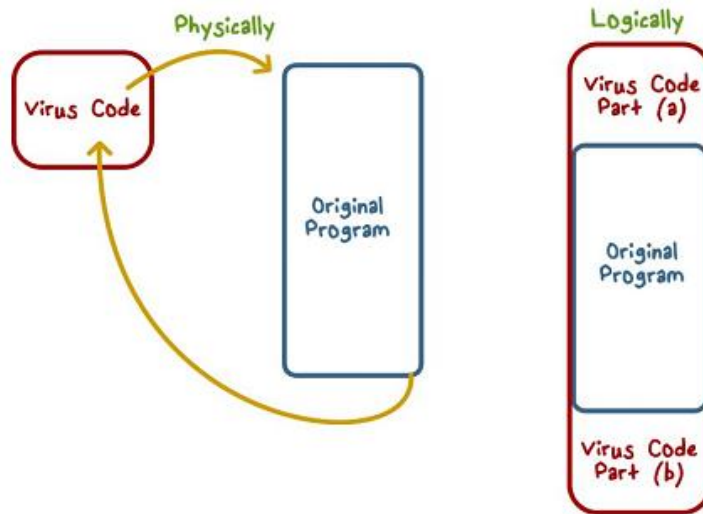 Physically
Virus Code
Original
Program
Logically
Virus Code
Part (a)
Original
Program
Virus Code
Part (b)